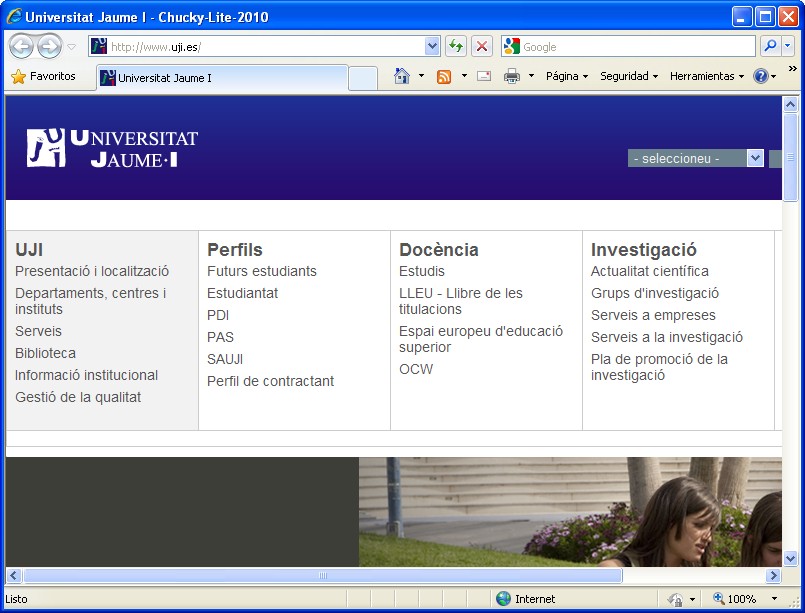 Universitat Jaume I - Chucky-Lite-2010
http://www.uji.es/
Google
Favoritos
Universitat Jaume I
Página
Seguridad
Herramientas
UNIVERSITAT
JAUME·I
- seleccioneu -
UJI
Presentació i localització
Departaments, centres i
instituts
Serveis
Biblioteca
Informació institucional
Gestió de la qualitat
Perfils
Futurs estudiants
Estudiantat
PDI
PAS
SAUJI
Perfil de contractant
Docència
Estudis
LLEU - Llibre de les
titulacions
Espai europeu d'educació
superior
OCW
Investigació
Actualitat científica
Grups d'investigació
Serveis a empreses
Serveis a la investigació
Pla de promoció de la
investigació
Listo
Internet
100%